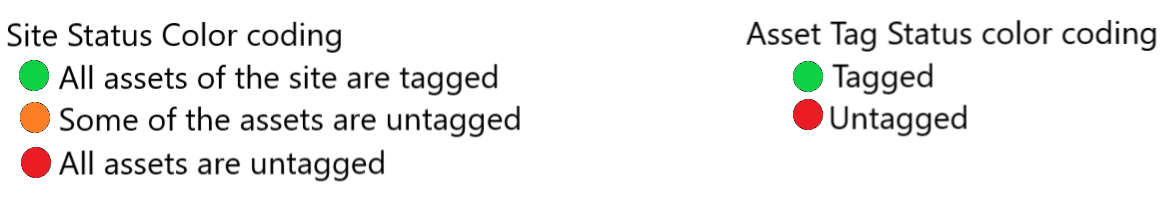 Site Status Color coding
All assets of the site are tagged
Some of the assets are untagged
All assets are untagged
Asset Tag Status color coding
Tagged
Untagged